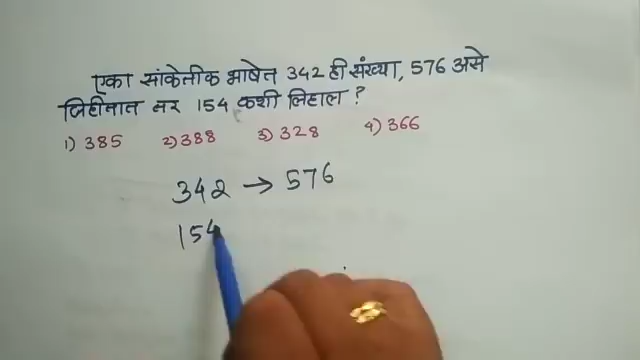 एका सांकेतीक भाषेत 342 ही संख्या, 576 असे
लिहीतात तर 154 कशी लिहाल ?
1) 385 2) 388 3) 328 4) 366
342 → 576
154